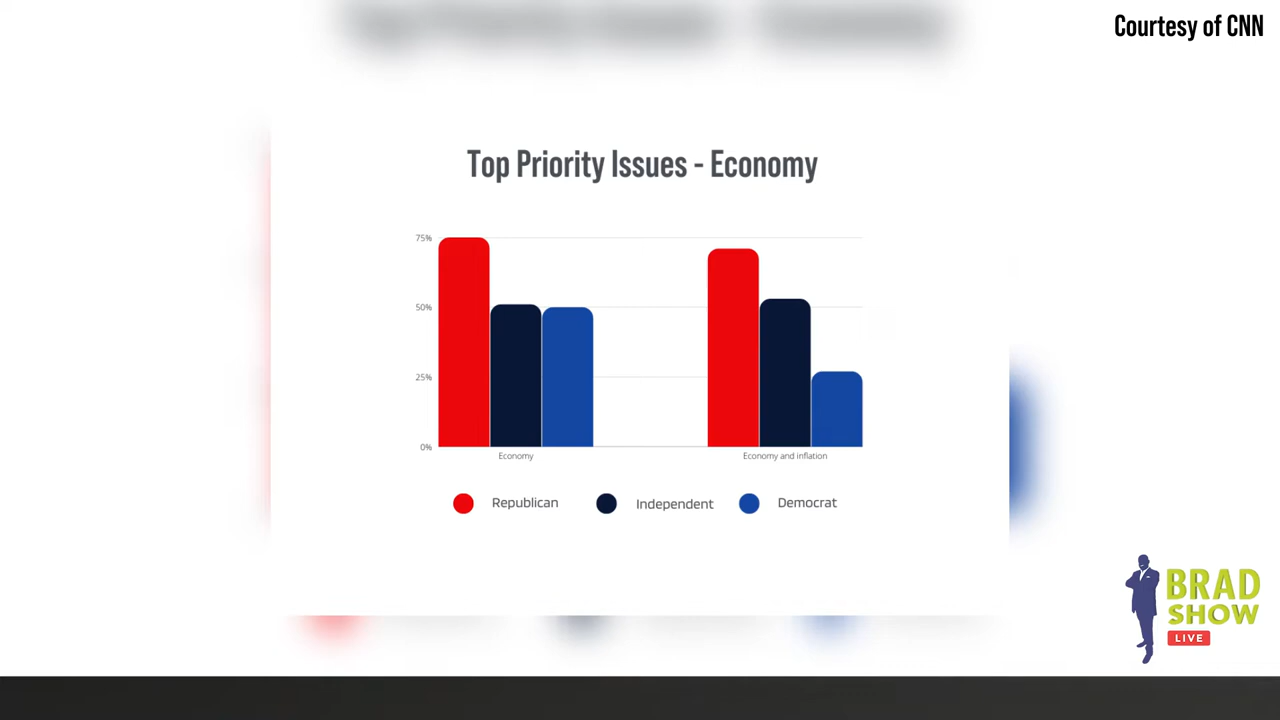 Courtesy of CNN
Top Priority Issues - Economy
75%
50%
25%
0%
Economy
Economy and inflation
Republican
Independent
Democrat
BRAD
SHOW
LIVE